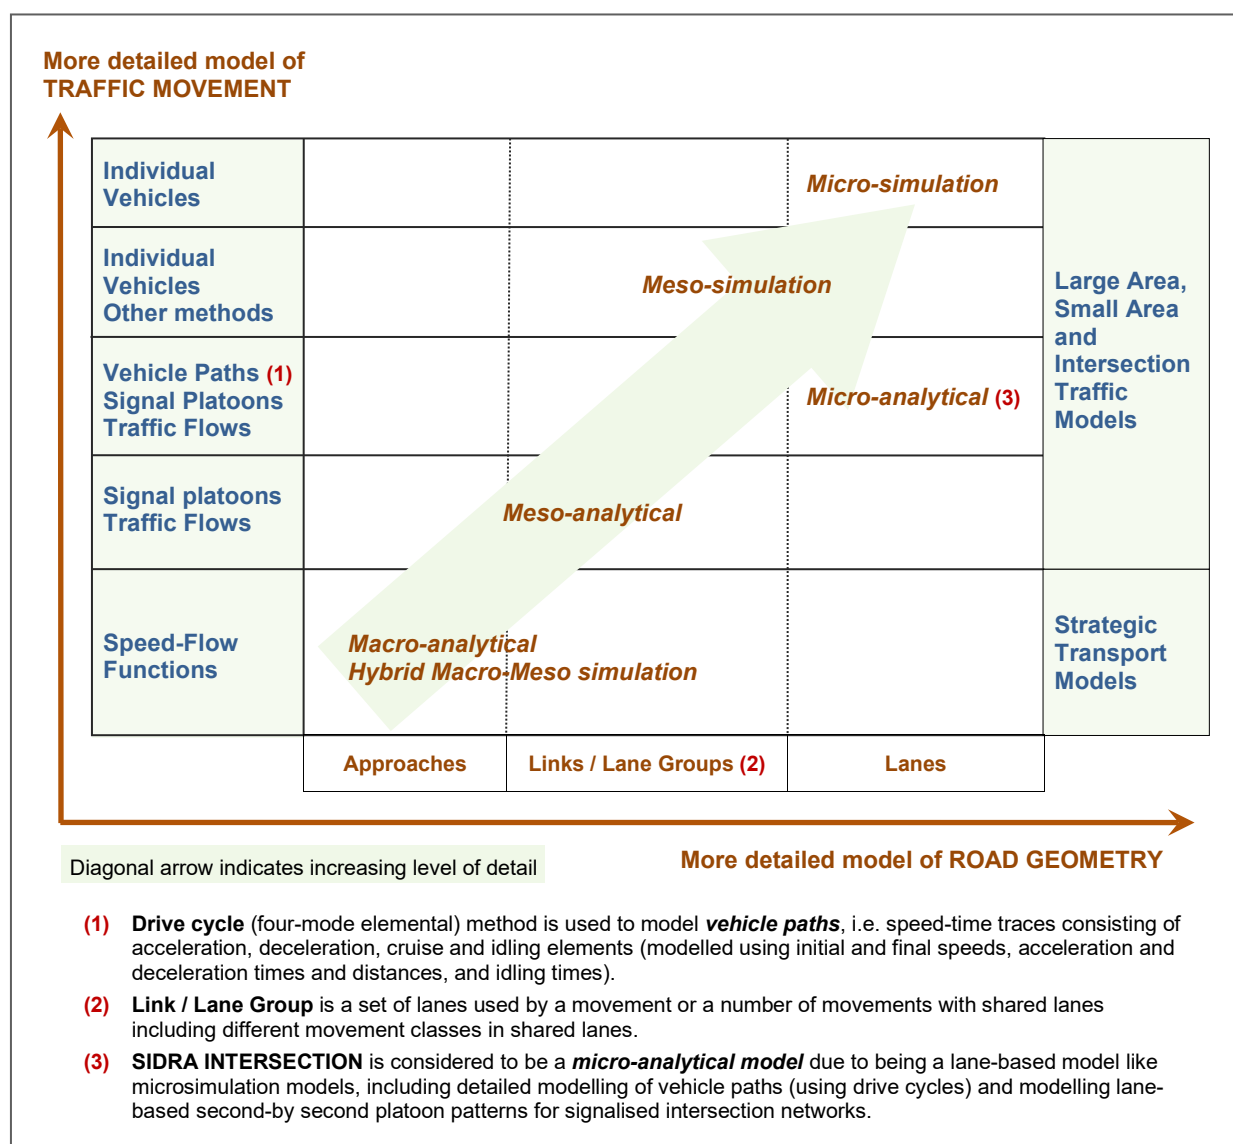 More detailed model of
TRAFFIC MOVEMENT
Individual
Vehicles
Micro-simulation
Individual
Vehicles
Other methods
Meso-simulation
Large Area,
Small Area
and
Intersection
Traffic
Models
Vehicle Paths (1)
Signal Platoons
Traffic Flows
Micro-analytical (3)
Signal platoons
Traffic Flows
Meso-analytical
Speed-Flow
Functions
Macro-analytical
Hybrid Macro-Meso simulation
Strategic
Transport
Models
Approaches
Links / Lane Groups (2)
Lanes
Diagonal arrow indicates increasing level of detail
More detailed model of ROAD GEOMETRY
(1) Drive cycle (four-mode elemental) method is used to model vehicle paths, i.e. speed-time traces consisting of
acceleration, deceleration, cruise and idling elements (modelled using initial and final speeds, acceleration and
deceleration times and distances, and idling times).
(2) Link / Lane Group is a set of lanes used by a movement or a number of movements with shared lanes
including different movement classes in shared lanes.
(3) SIDRA INTERSECTION is considered to be a micro-analytical model due to being a lane-based model like
microsimulation models, including detailed modelling of vehicle paths (using drive cycles) and modelling lane-
based second-by second platoon patterns for signalised intersection networks.